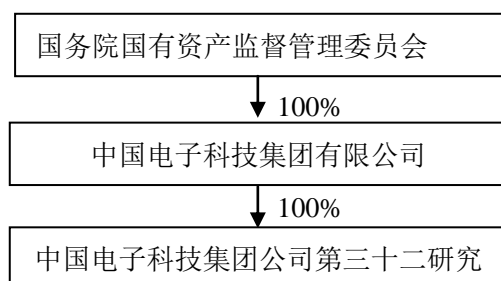 国务院国有资产监督管理委员会
100%
中国电子科技集团有限公司
100%
中国电子科技集团公司第三十二研究